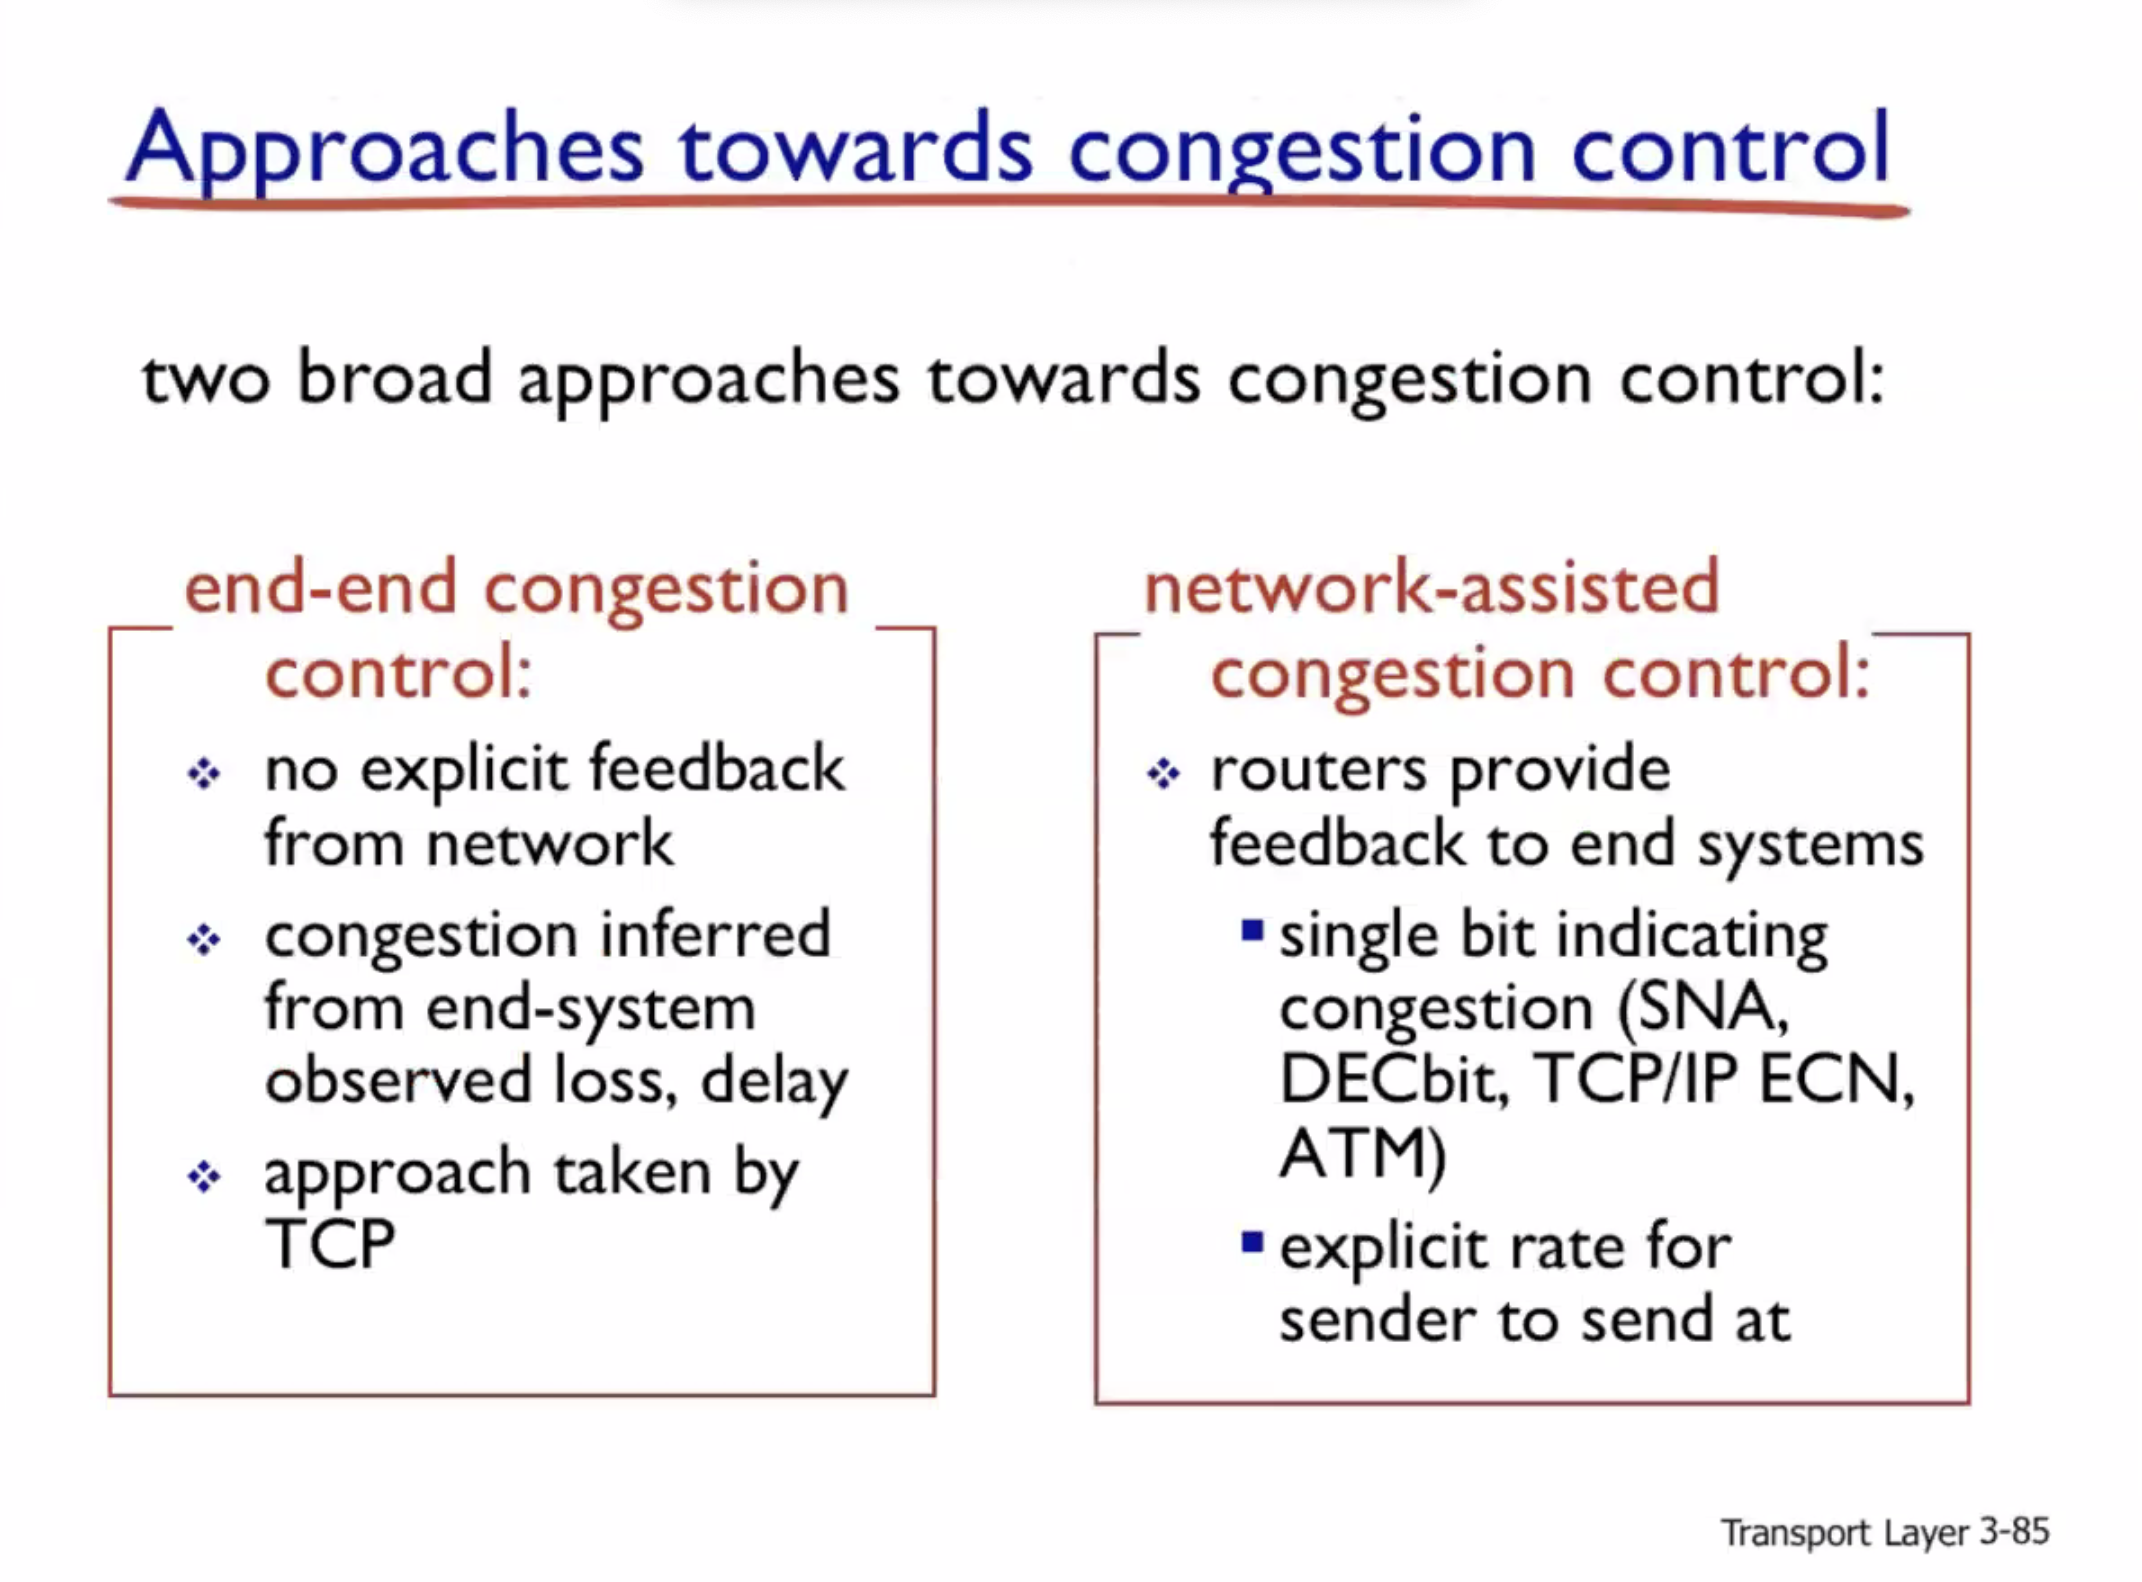 Approaches towards congestion control
two broad approaches towards congestion control:
end-end congestion
control:
no explicit feedback
from network
congestion inferred
from end-system
observed loss, delay
approach taken by
TCP
network-assisted
congestion control:
routers provide
feedback to end systems
single bit indicating
congestion (SNA,
DECbit, TCP/IP ECN,
ATM)
explicit rate for
sender to send at
Transport Layer 3-85